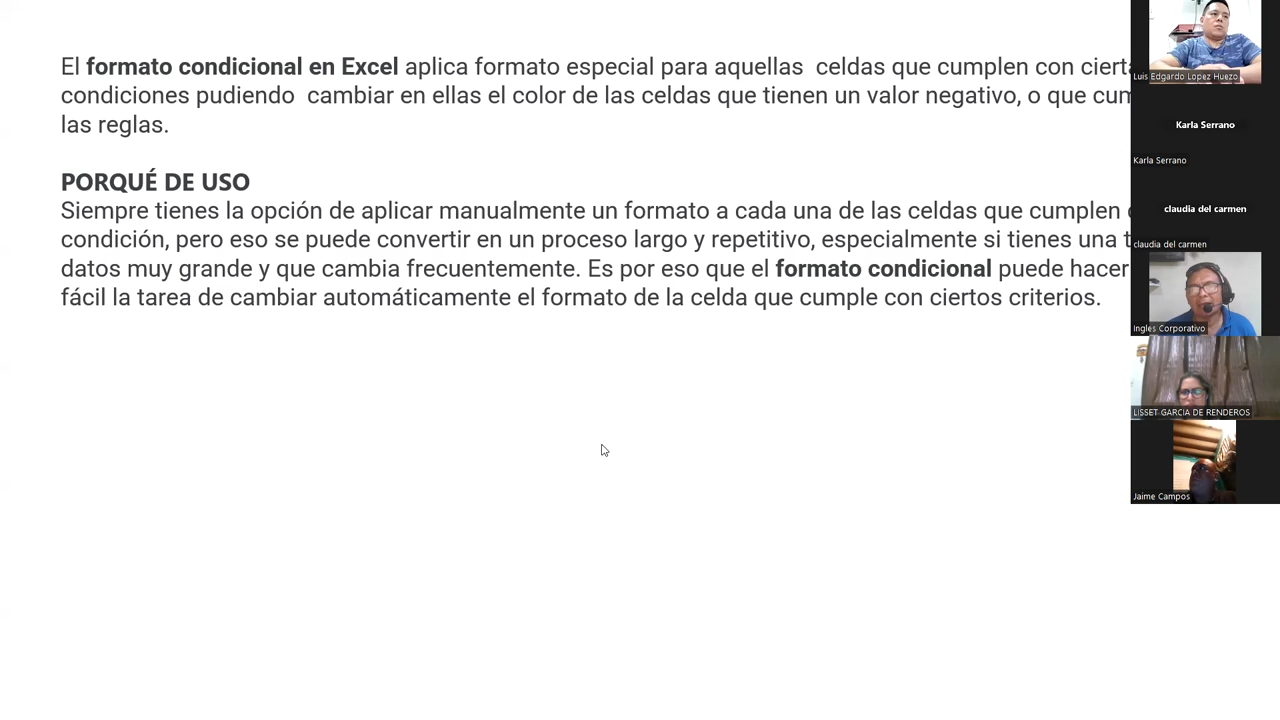 El formato condicional en Excel aplica formato especial para aquellas celdas que cumplen con
condiciones pudiendo cambiar en ellas el color de las celdas que tienen un valor negativo, o que
las reglas.
PORQUÉ DE USO
Siempre tienes la opción de aplicar manualmente un formato a cada una de las celdas que cumplen
condición, pero eso se puede convertir en un proceso largo y repetitivo, especialmente si tienes una
datos muy grande y que cambia frecuentemente. Es por eso que el formato condicional puede hacer
fácil la tarea de cambiar automáticamente el formato de la celda que cumple con ciertos criterios.
Luis Edgardo Lopez Huezo
Karla Serrano
Karla Serrano
claudia del carmen
claudia del carmen
Ingles Corporativo
LISSET GARCIA DE RENDEROS
Jaime Campos